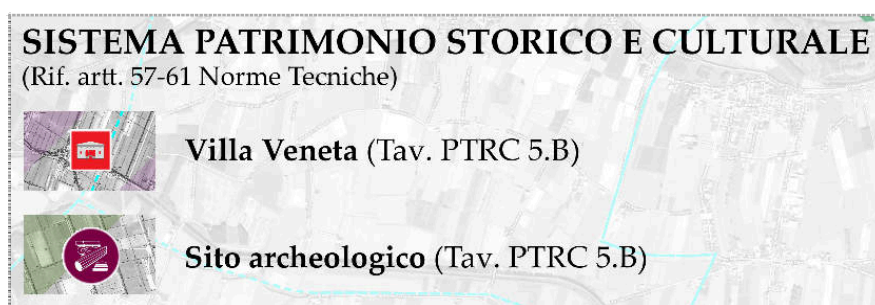 SISTEMA PATRIMONIO STORICO E CULTURALE
(Rif. artt. 57-61 Norme Tecniche)
Villa Veneta (Tav. PTRC 5.B)
Sito archeologico (Tav. PTRC 5.B)